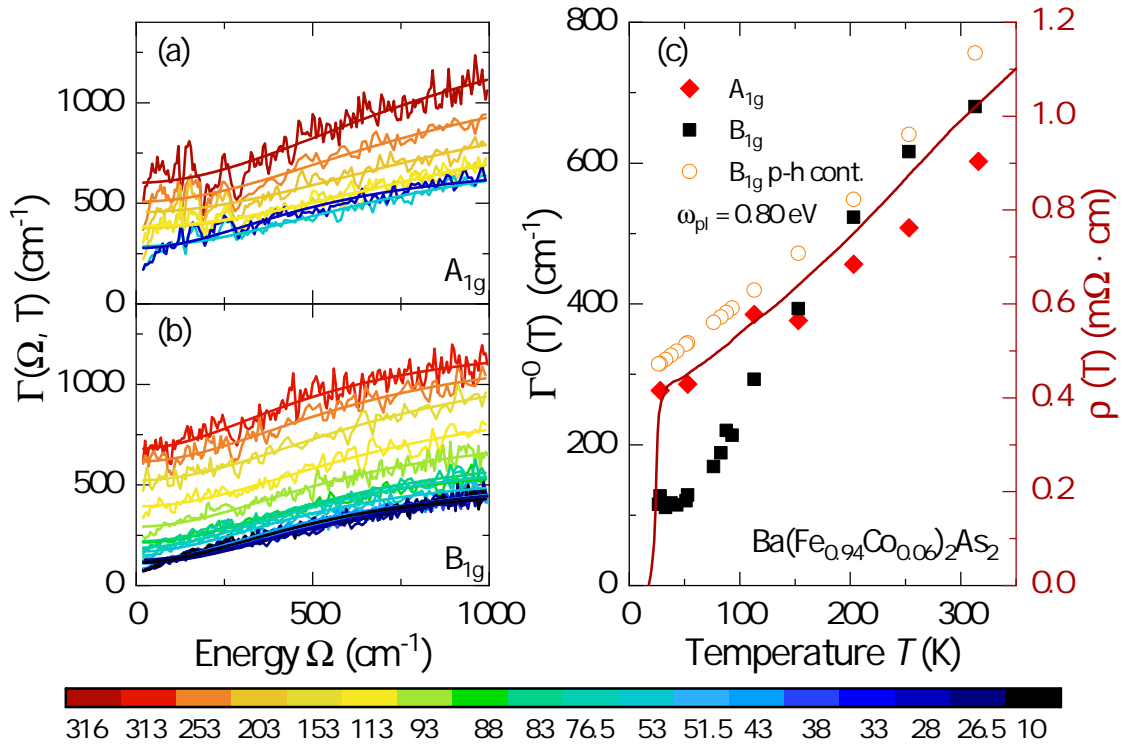 (a)
1000
500
0
A1g
(b)
1000
500
0
B1g
0 500 1000
Γ(Ω, T) (cm-1)
Energy Ω (cm-1)
(c)
800
600
400
200
0
Γ0 (T) (cm-1)
A1g
B1g
B1g p-h cont.
ωpl = 0.80 eV
Ba(Fe0.94Co0.06)2As2
0 100 200 300
Temperature T (K)
1.2
1.0
0.8
0.6
0.4
0.2
0.0
ρ (T) (mΩ · cm)
316 313 253 203 153 113 93 88 83 76.5 53 51.5 43 38 33 28 26.5 10